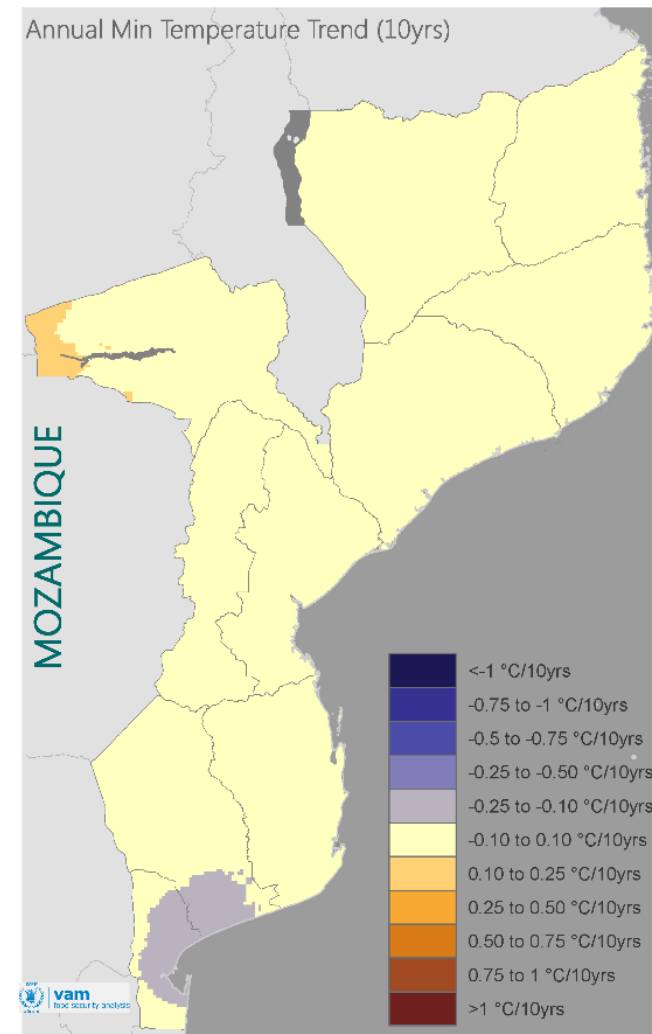 Annual Min Temperature Trend (10yrs)
MOZAMBIQUE
<-1 °C/10yrs
-0.75 to -1 °C/10yrs
-0.5 to -0.75 °C/10yrs
-0.25 to -0.50 °C/10yrs
-0.25 to -0.10 °C/10yrs
-0.10 to 0.10 °C/10yrs
0.10 to 0.25 °C/10yrs
0.25 to 0.50 °C/10yrs
0.50 to 0.75 °C/10yrs
0.75 to 1 °C/10yrs
>1 °C/10yrs
vam
food security analysis